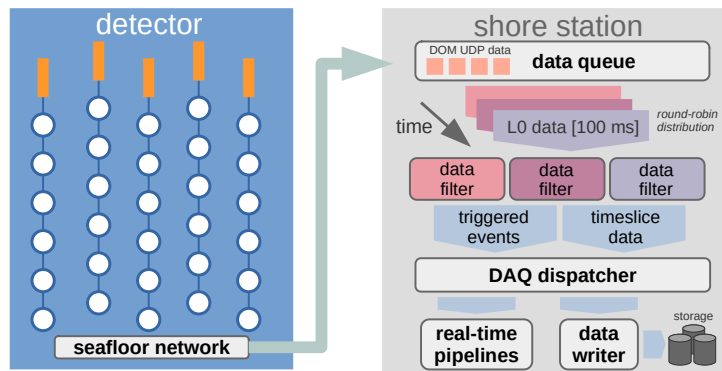 detector
seafloor network
shore station
DOM UDP data
data queue
time
L0 data [100 ms]
round-robin
distribution
data
filter
data
filter
data
filter
triggered
events
timeslice
data
DAQ dispatcher
real-time
pipelines
data
writer
storage